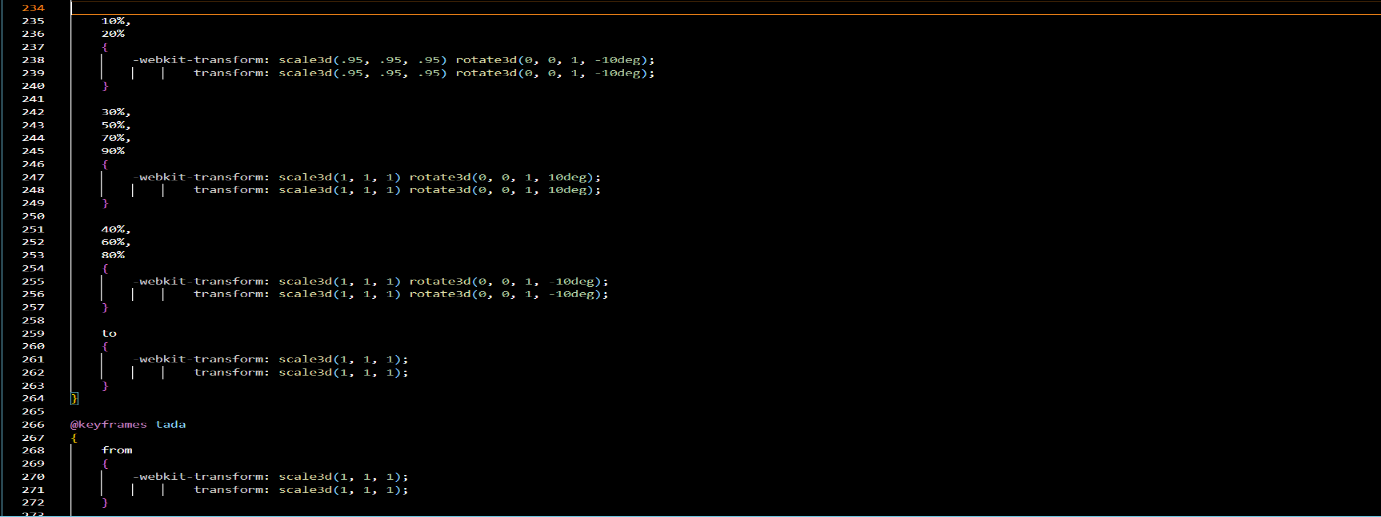 234
235 10%,
236 20%
237 {
238 -webkit-transform: scale3d(.95, .95, .95) rotate3d(0, 0, 1, -10deg);
239 transform: scale3d(.95, .95, .95) rotate3d(0, 0, 1, -10deg);
240 }
241
242 30%,
243 50%,
244 70%,
245 90%
246 {
247 -webkit-transform: scale3d(1, 1, 1) rotate3d(0, 0, 1, 10deg);
248 transform: scale3d(1, 1, 1) rotate3d(0, 0, 1, 10deg);
249 }
250
251 40%,
252 60%,
253 80%
254 {
255 -webkit-transform: scale3d(1, 1, 1) rotate3d(0, 0, 1, -10deg);
256 transform: scale3d(1, 1, 1) rotate3d(0, 0, 1, -10deg);
257 }
258
259 to
260 {
261 -webkit-transform: scale3d(1, 1, 1);
262 transform: scale3d(1, 1, 1);
263 }
264 }
265
266 @keyframes tada
267 {
268 from
269 {
270 -webkit-transform: scale3d(1, 1, 1);
271 transform: scale3d(1, 1, 1);
272 }
273